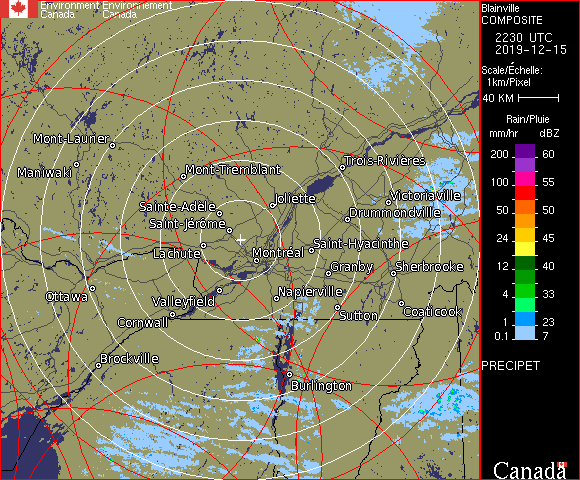 Environment Environnement
Canada Canada
Blainville
COMPOSITE
2230 UTC
2019-12-15
Scale/Échelle:
1km/Pixel
40 KM
Rain/Pluie
mm/hr dBZ
200 60
100 55
50 50
24 45
12 40
4 33
1 23
0.1 7
PRECIPET
Canada
Mont-Laurier
Maniwaki
Mont-Tremblant
Trois-Rivières
Joliette
Victoriaville
Sainte-Adèle
Drummondville
Saint-Jérôme
Saint-Hyacinthe
Lachute
Montréal
Granby
Sherbrooke
Ottawa
Valleyfield
Napierville
Cornwall
Sutton
Coaticook
Brockville
Burlington